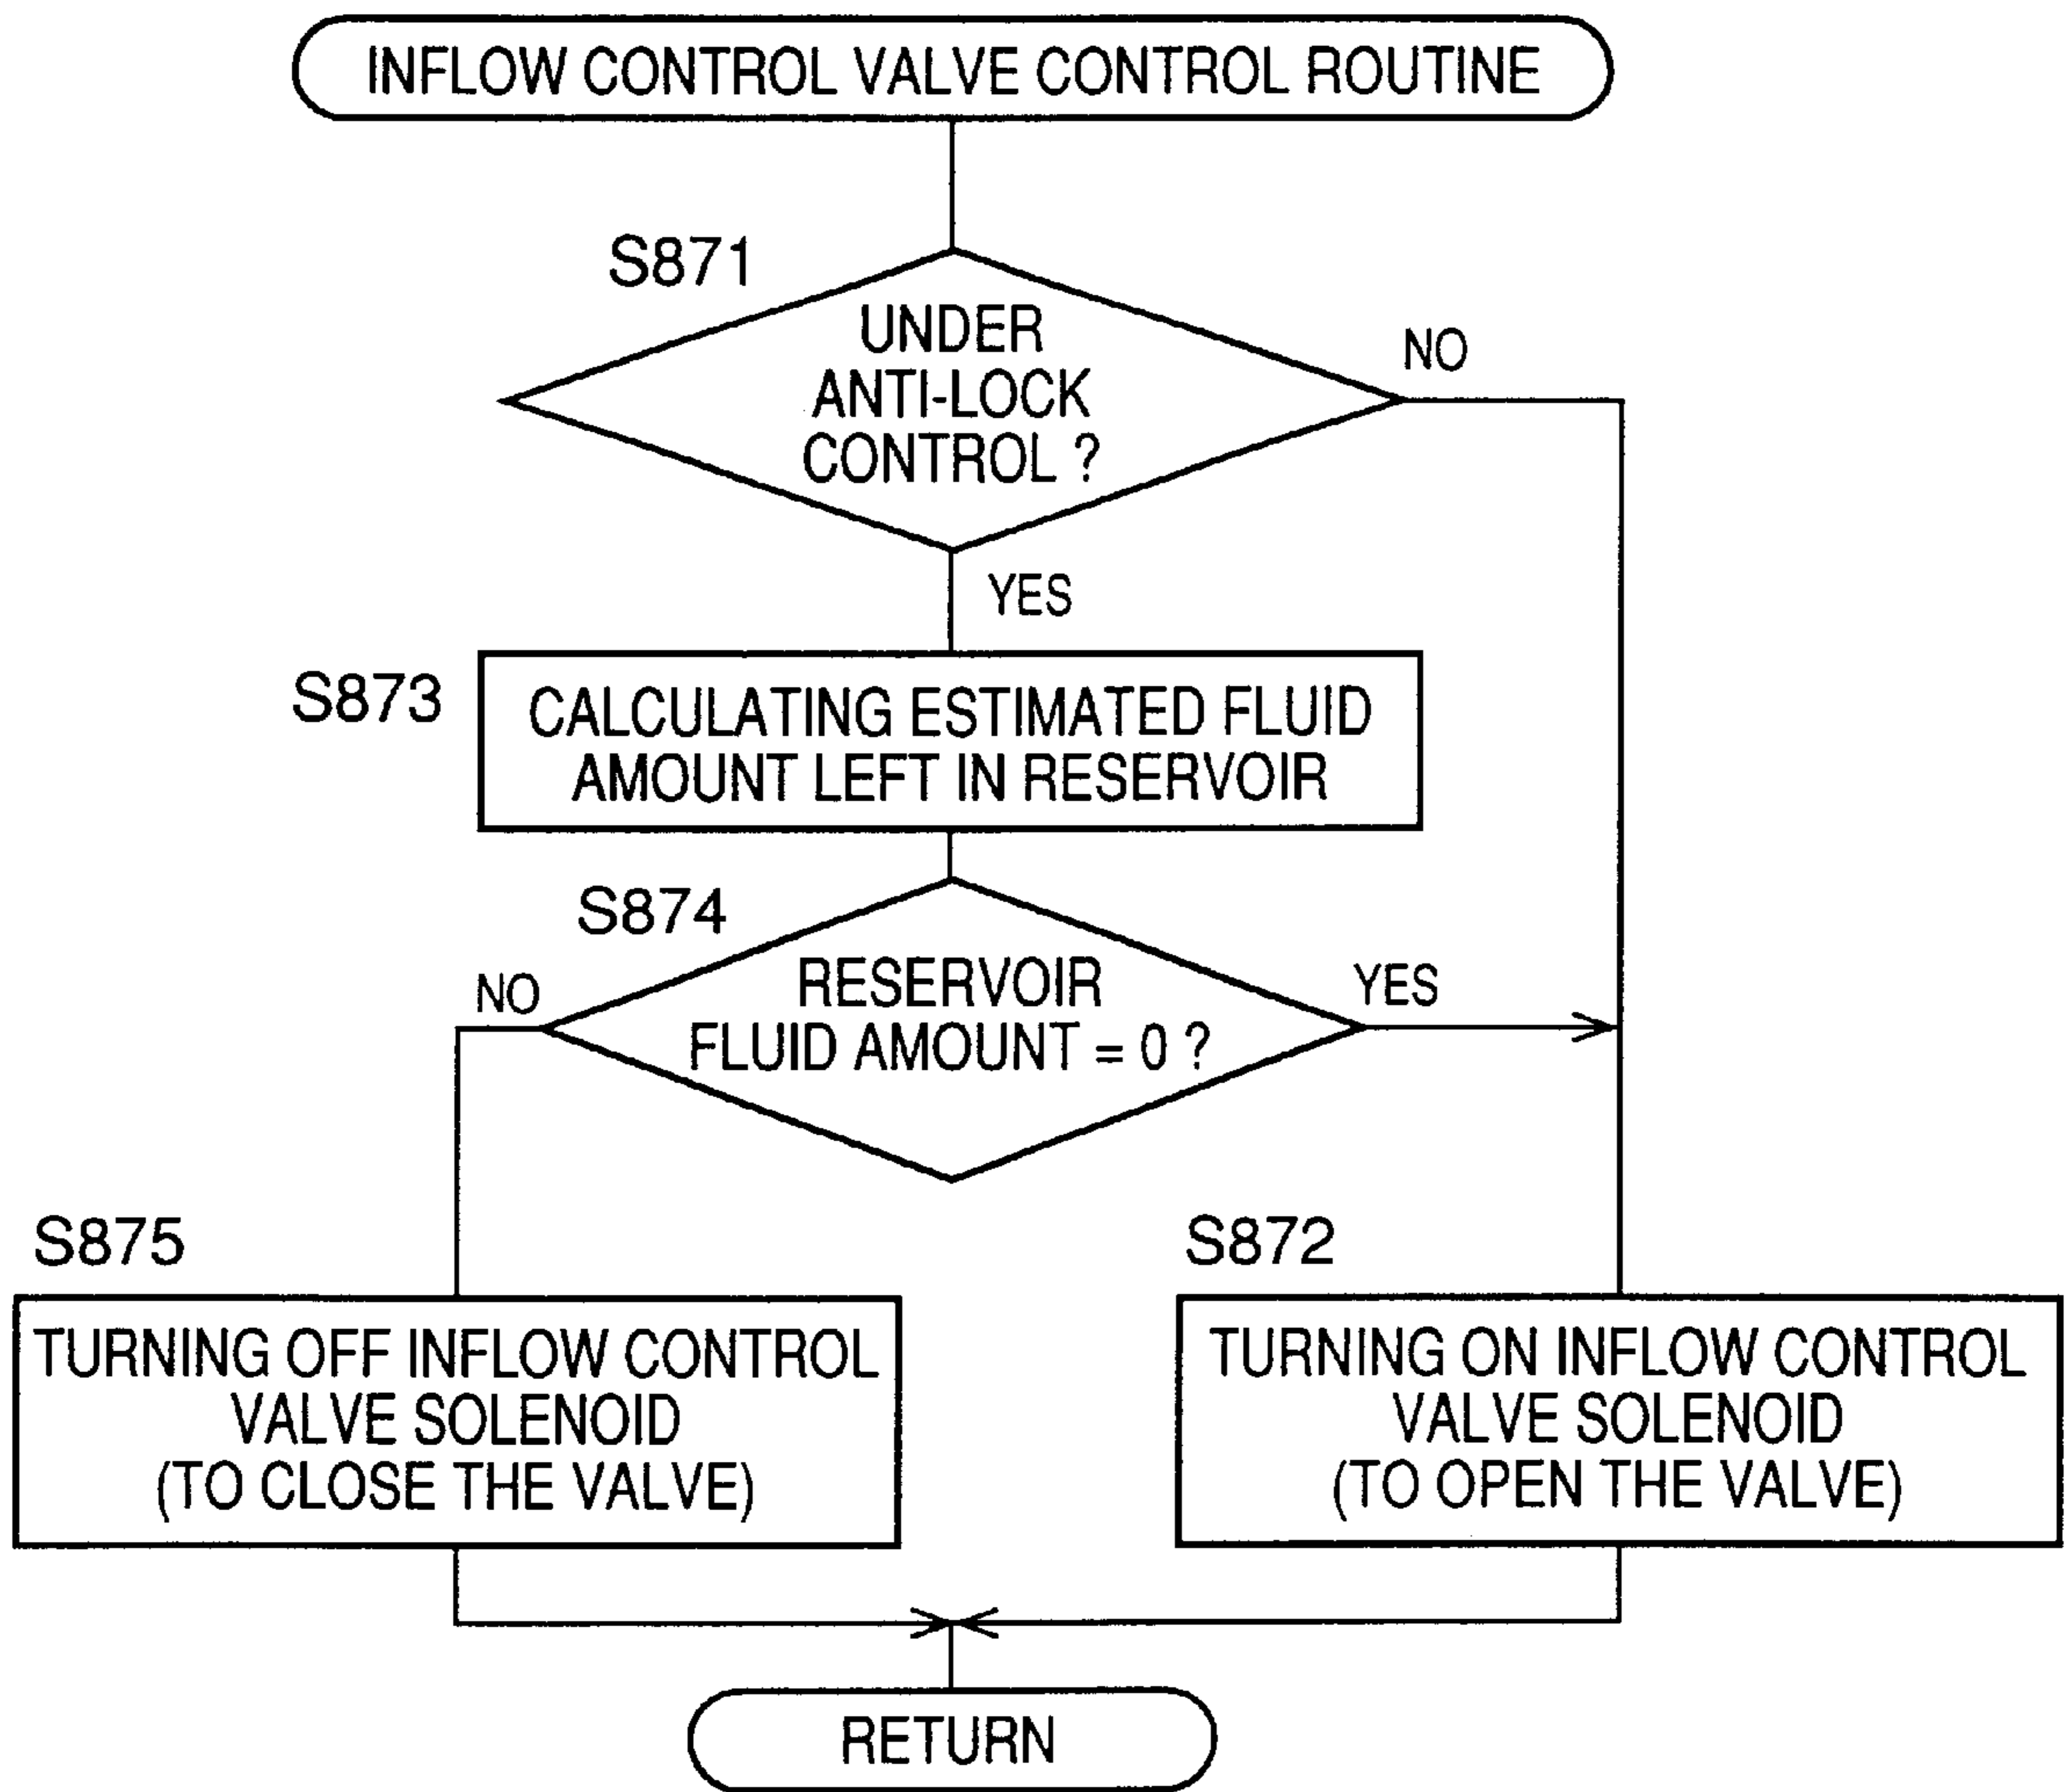 INFLOW CONTROL VALVE CONTROL ROUTINE
S871
UNDER
ANTI-LOCK
CONTROL ?
NO
YES
S873
CALCULATING ESTIMATED FLUID
AMOUNT LEFT IN RESERVOIR
S874
NO
RESERVOIR
FLUID AMOUNT = 0 ?
YES
S875
TURNING OFF INFLOW CONTROL
VALVE SOLENOID
(TO CLOSE THE VALVE)
S872
TURNING ON INFLOW CONTROL
VALVE SOLENOID
(TO OPEN THE VALVE)
RETURN